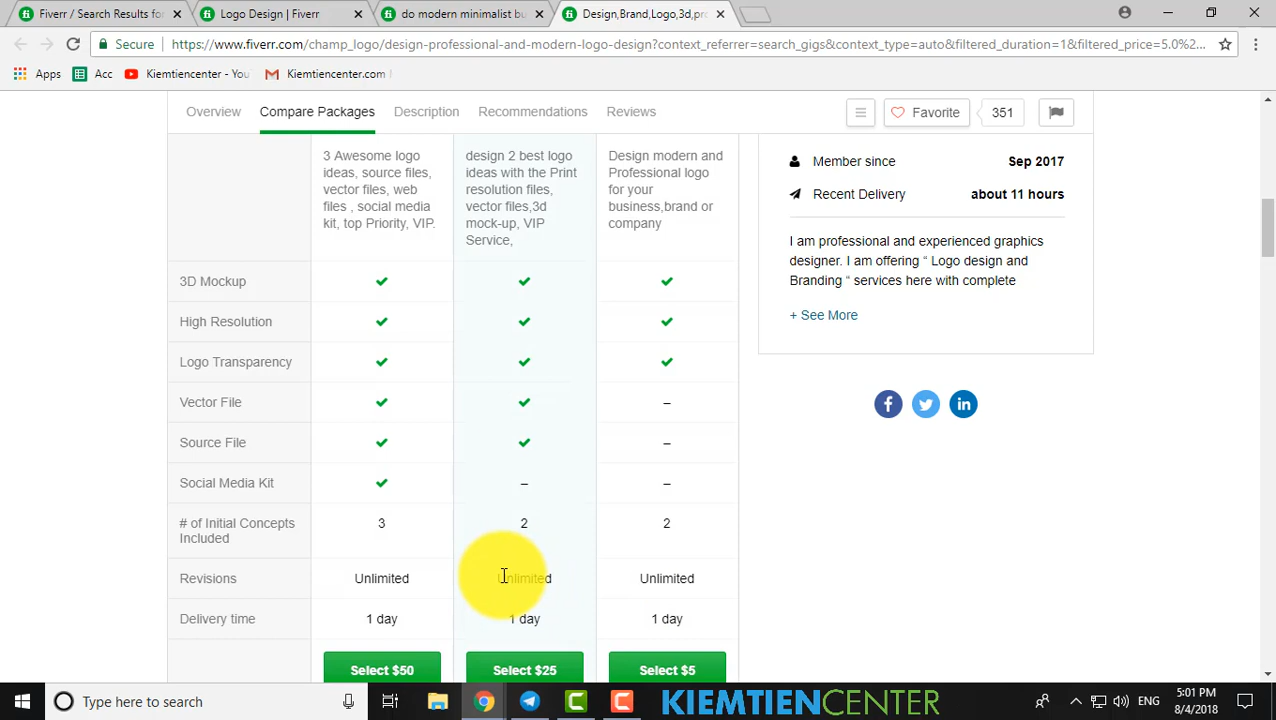 Fiverr / Search Results fo
Logo Design | Fiverr
do modern minimalist bu
Design,Brand,Logo,3d,pr
Secure
https://www.fiverr.com/champ_logo/design-professional-and-modern-logo-design?context_referrer=search_gigs&context_type=auto&filtered_duration=1&filtered_price=5.0%2...
Apps
Acc
Kiemtiencenter - You
Kiemtiencenter.com
Overview
Compare Packages
Description
Recommendations
Reviews
Favorite
351
3 Awesome logo
ideas, source files,
vector files, web
files , social media
kit, top Priority, VIP.
design 2 best logo
ideas with the Print
resolution files,
vector files,3d
mock-up, VIP
Service,
Design modern and
Professional logo
for your
business,brand or
company
Member since Sep 2017
Recent Delivery about 11 hours
I am professional and experienced graphics
designer. I am offering “ Logo design and
Branding “ services here with complete
+ See More
3D Mockup
High Resolution
Logo Transparency
Vector File
–
Source File
–
Social Media Kit
– –
# of Initial Concepts
Included
3 2 2
Revisions Unlimited Unlimited Unlimited
Delivery time 1 day 1 day 1 day
Select $50 Select $25 Select $5
Type here to search
KIEMTIENCENTER
ENG
5:01 PM
8/4/2018